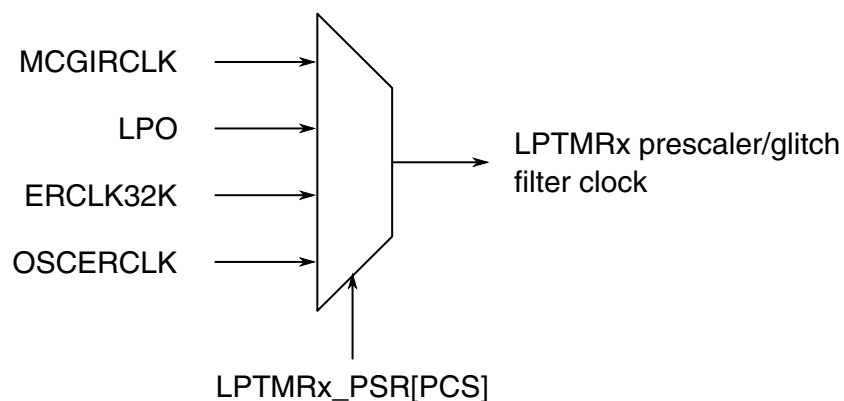 MCGIRCLK
LPO
ERCLK32K
OSCERCLK
LPTMRx prescaler/glitch
filter clock
LPTMRx_PSR[PCS]